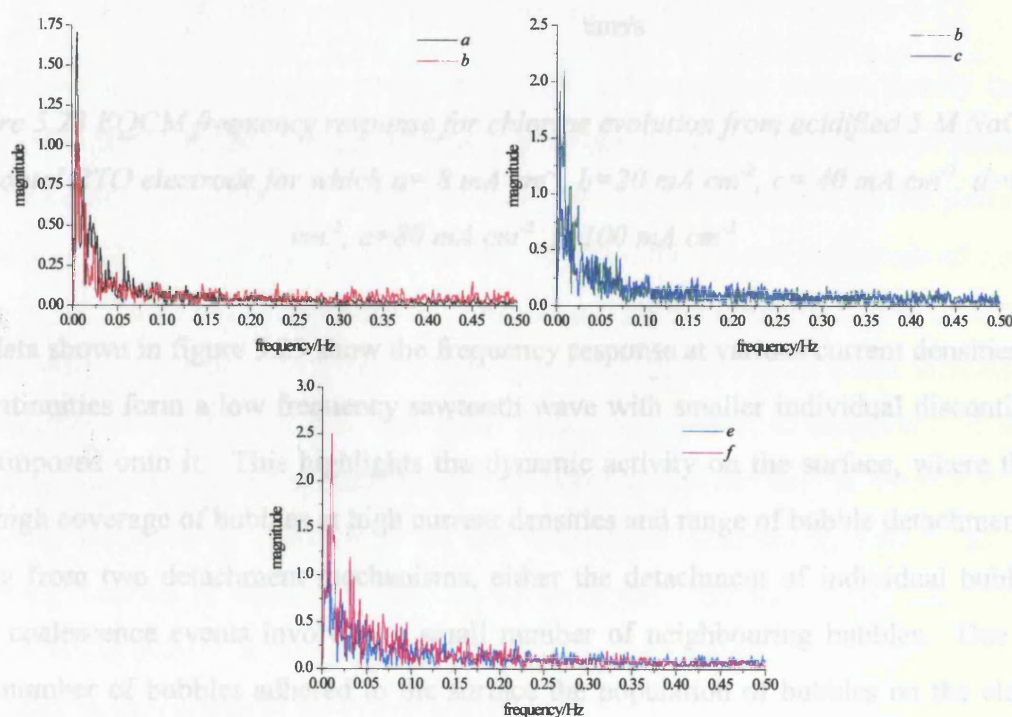 time/s
1.75
1.50
1.25
1.00
0.75
0.50
0.25
0.00
magnitude
a
b
0.00 0.05 0.10 0.15 0.20 0.25 0.30 0.35 0.40 0.45 0.50
frequency/Hz
2.5
2.0
1.5
1.0
0.5
0.0
magnitude
b
c
0.00 0.05 0.10 0.15 0.20 0.25 0.30 0.35 0.40 0.45 0.50
frequency/Hz
EQCM frequency response for chlorine evolution from acidified 5 M
electrode for which a= 8 mA b=20 mA cm-2, c= 40 mA cm-2,
cm-2, e=80 mA cm-2 100 mA cm-2
shown in figure show the frequency response at various current densities
form a low frequency sawtooth wave with smaller individual
onto it. This highlights the dynamic activity on the surface, where
high coverage of bubbles at high current densities and range of bubble detachment
from two detachment mechanisms, either the detachment of individual
coalescence events small number of neighbouring bubbles.
number of bubbles adhered to the surface the population of bubbles on the
3.0
2.5
2.0
1.5
1.0
0.5
0.0
magnitude
e
f
0.00 0.05 0.10 0.15 0.20 0.25 0.30 0.35 0.40 0.45 0.50
frequency/Hz